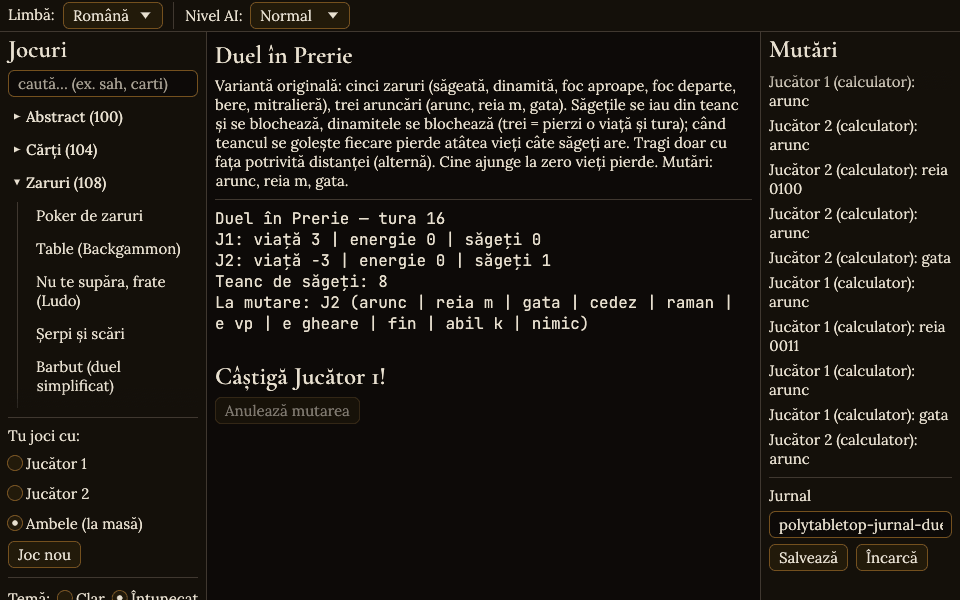 Limbă: Română Nivel AI: Normal
Jocuri
caută... (ex. sah, carti)
Abstract (100)
Cărți (104)
Zaruri (108)
Poker de zaruri
Table (Backgammon)
Nu te supăra, frate
(Ludo)
Șerpi și scări
Barbut (duel
simplificat)
Tu joci cu:
Jucător 1
Jucător 2
Ambele (la masă)
Joc nou
Temă: Clar Întunecat
Duel în Prerie
Variantă originală: cinci zaruri (săgeată, dinamită, foc aproape, foc departe,
bere, mitralieră), trei aruncări (arunc, reia m, gata). Săgețile se iau din teanc
și se blochează, dinamitele se blochează (trei = pierzi o viață și tura); când
teancul se golește fiecare pierde atâtea vieți câte săgeți are. Tragi doar cu
fața potrivită distanței (alternă). Cine ajunge la zero vieți pierde. Mutări:
arunc, reia m, gata.
Duel în Prerie — tura 16
J1: viață 3 | energie 0 | săgeți 0
J2: viață -3 | energie 0 | săgeți 1
Teanc de săgeți: 8
La mutare: J2 (arunc | reia m | gata | cedez | raman |
e vp | e gheare | fin | abil k | nimic)
Câștigă Jucător 1!
Anulează mutarea
Mutări
Jucător 1 (calculator):
arunc
Jucător 2 (calculator):
arunc
Jucător 2 (calculator): reia
0100
Jucător 2 (calculator):
arunc
Jucător 2 (calculator): gata
Jucător 1 (calculator):
arunc
Jucător 1 (calculator): reia
0011
Jucător 1 (calculator):
arunc
Jucător 1 (calculator): gata
Jucător 2 (calculator):
arunc
Jurnal
polytabletop-jurnal-due
Salvează Încarcă